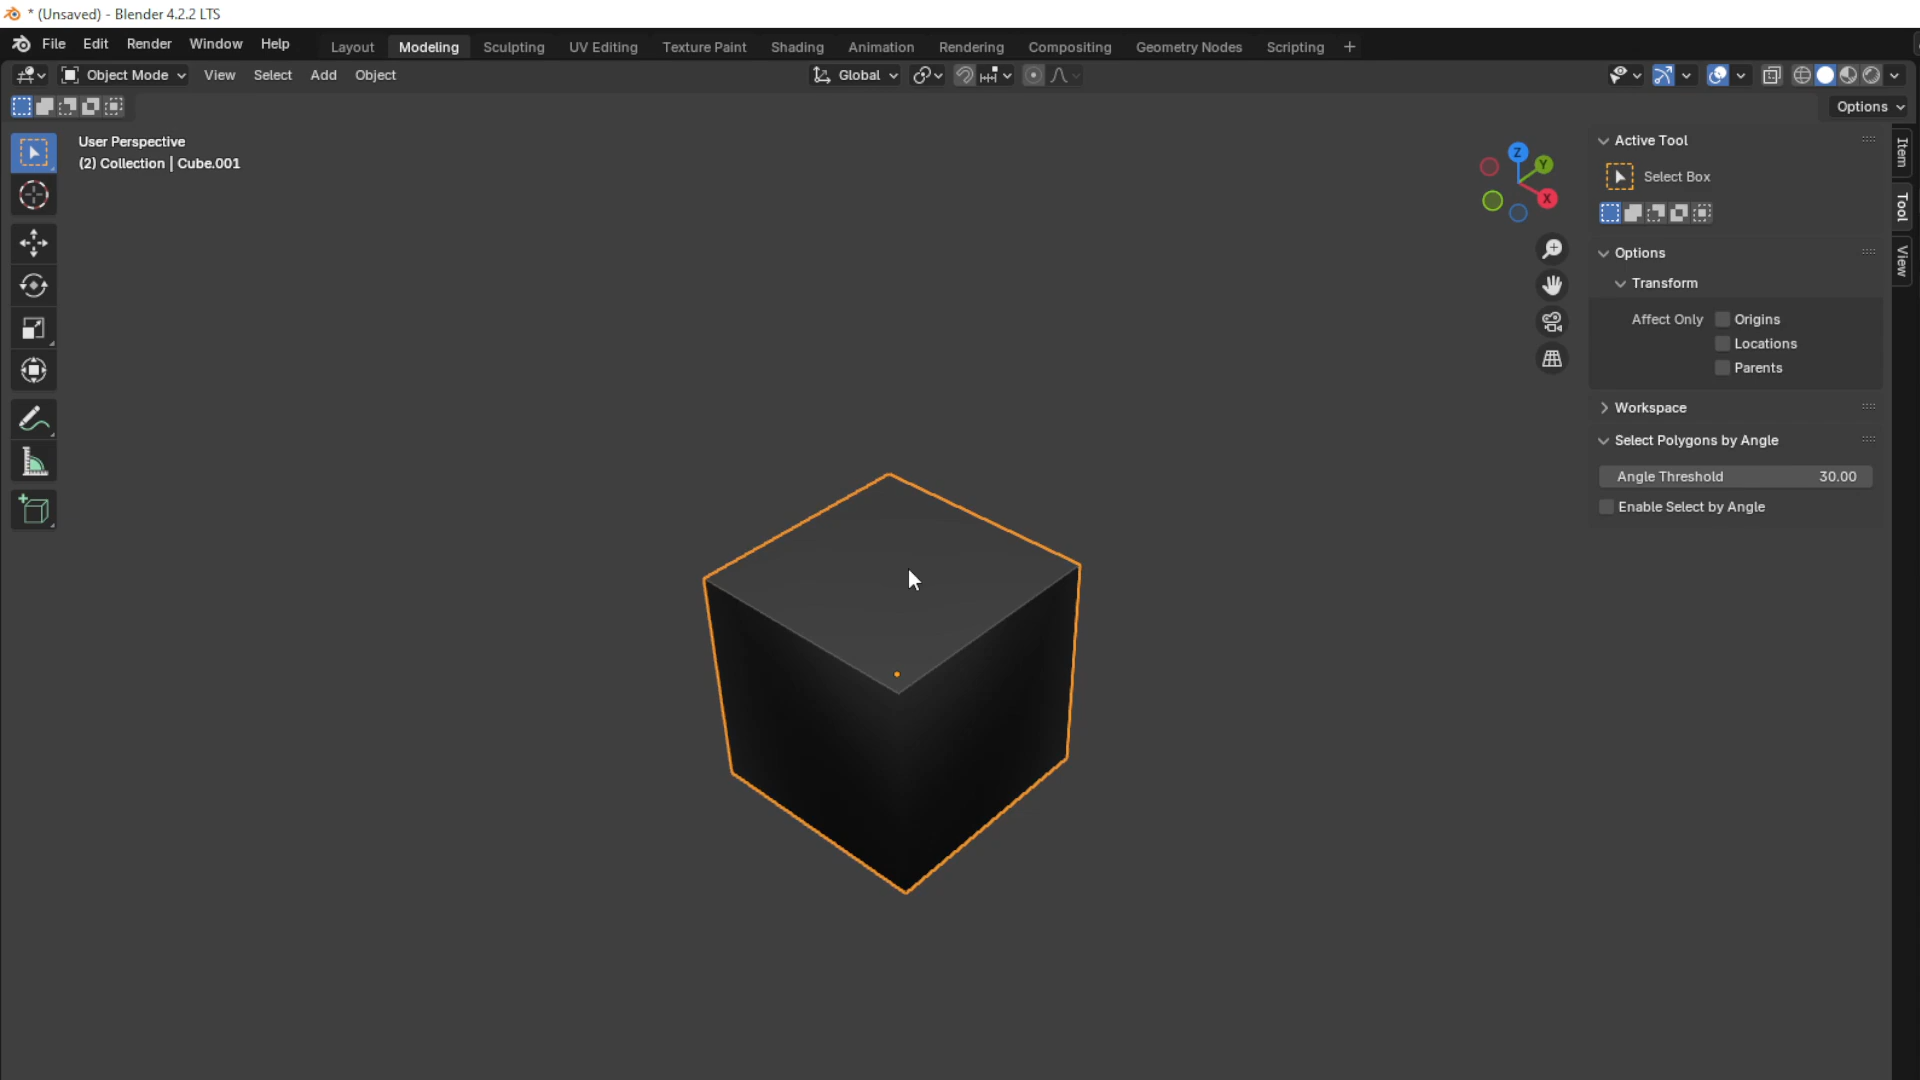 * (Unsaved) - Blender 4.2.2 LTS
File Edit Render Window Help Layout Modeling Sculpting UV Editing Texture Paint Shading Animation Rendering Compositing Geometry Nodes Scripting +
Object Mode View Select Add Object Global
Options
User Perspective
(2) Collection | Cube.001
Z
Y
X
Active Tool
Select Box
Options
Transform
Affect Only Origins
Locations
Parents
Workspace
Select Polygons by Angle
Angle Threshold 30.00
Enable Select by Angle
Item
Tool
View